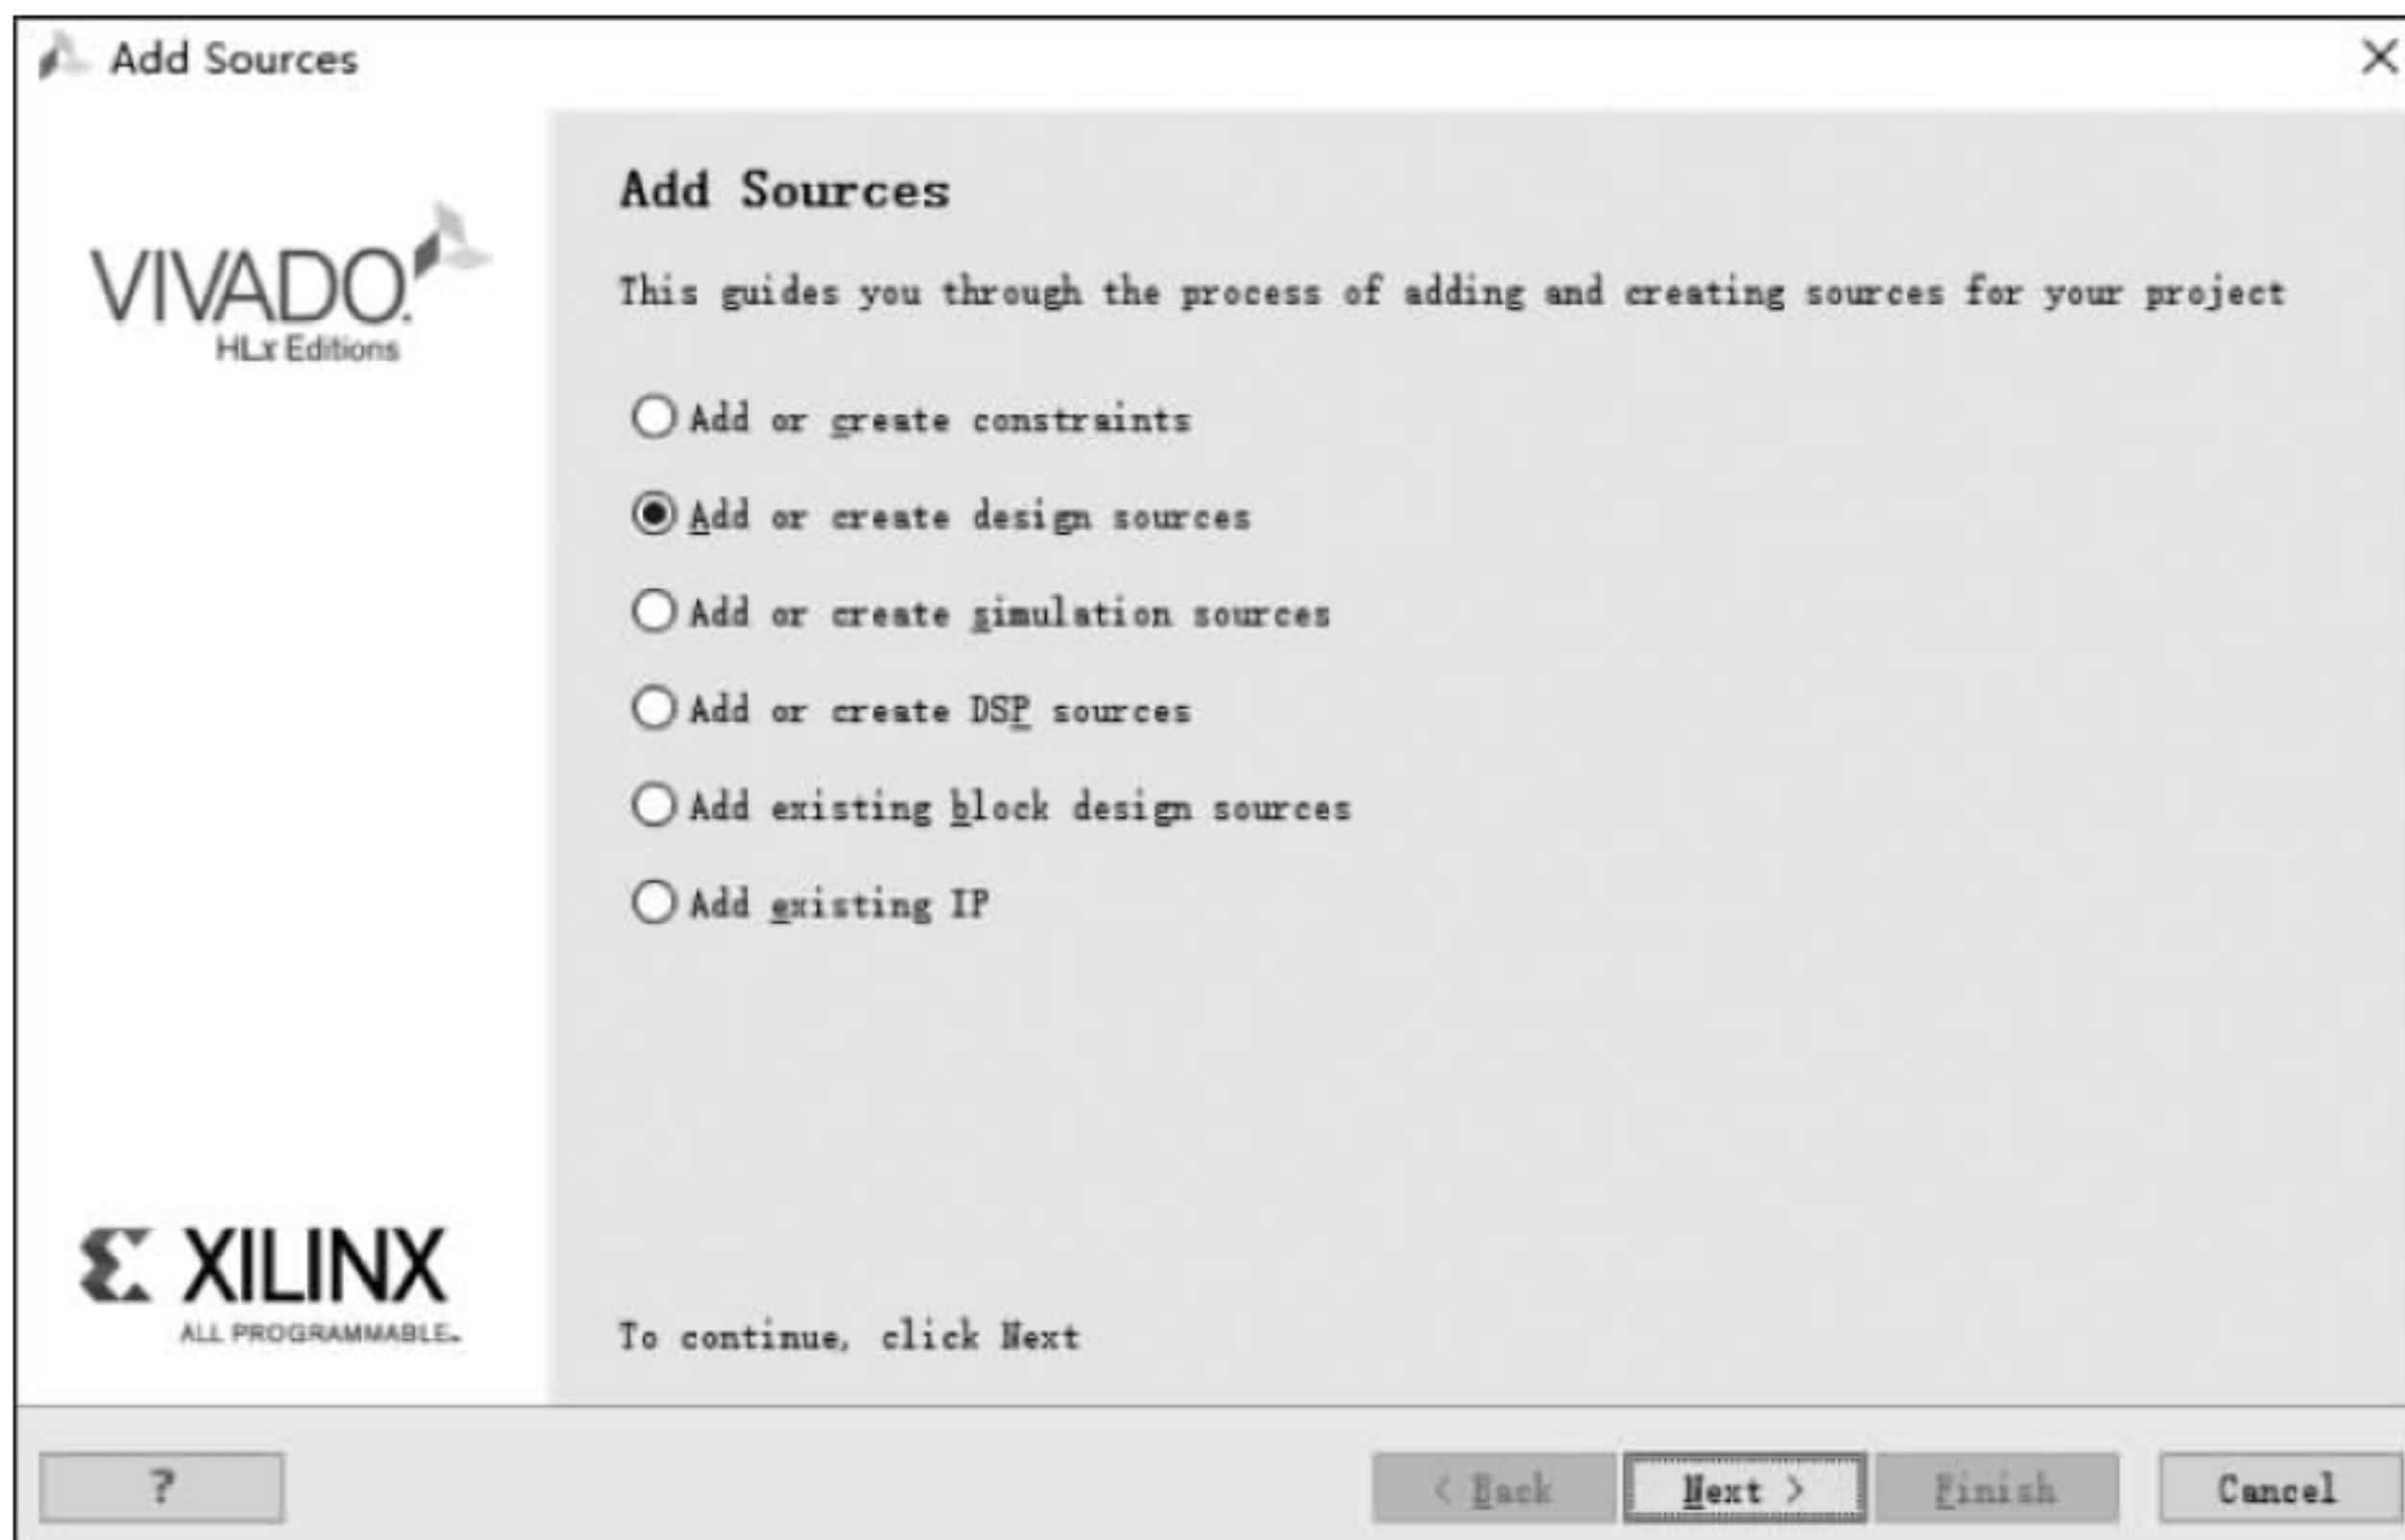 Add Sources
VIVADO.
HLx Editions
Add Sources
This guides you through the process of adding and creating sources for your project
Add or create constraints
Add or create design sources
Add or create simulation sources
Add or create DSP sources
Add existing block design sources
Add existing IP
XILINX
ALL PROGRAMMABLE.
To continue, click Next
?
< Back
Next >
Finish
Cancel